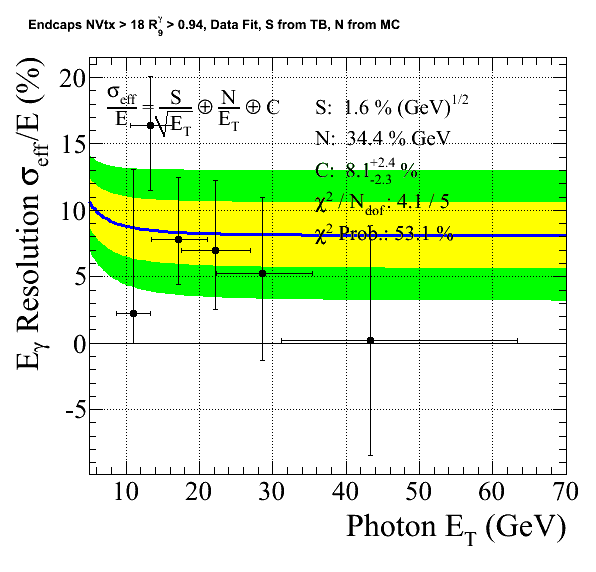 Endcaps NVtx > 18 R₉^γ > 0.94, Data Fit, S from TB, N from MC
E_γ Resolution σ_eff/E (%)
20
15
10
5
0
-5
σ_eff/E = S/√E_T ⊕ N/E_T ⊕ C
S: 1.6 % (GeV)^1/2
N: 34.4 % GeV
C: 8.1 +2.4 -2.3 %
χ² / N_dof: 4.1 / 5
χ² Prob.: 53.1 %
10 20 30 40 50 60 70
Photon E_T (GeV)